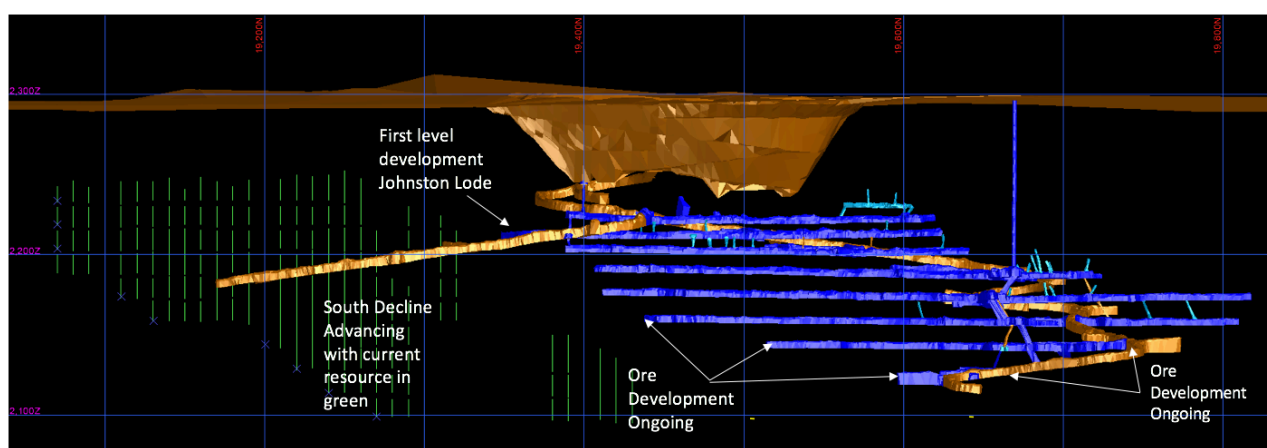 19,200N
19,400N
19,600N
19,800N
2,300Z
First level
development
Johnston Lode
2,200Z
South Decline
Advancing
with current
resource in
green
Ore
Development
Ongoing
Ore
Development
Ongoing
2,100Z